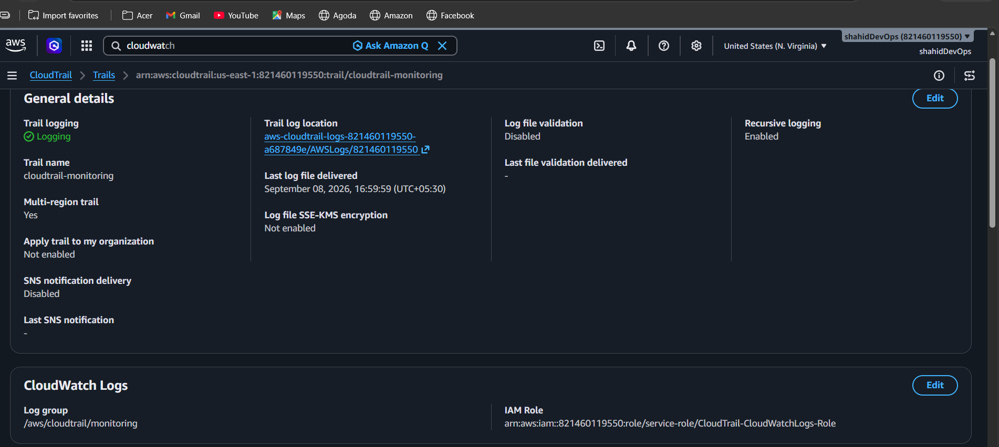 Import favorites
Acer
Gmail
YouTube
Maps
Agoda
Amazon
Facebook
aws
cloudwatch
Ask Amazon Q
United States (N. Virginia)
shahidDevOps (821460119550)
shahidDevOps
CloudTrail
Trails
arn:aws:cloudtrail:us-east-1:821460119550:trail/cloudtrail-monitoring
General details
Edit
Trail logging
Logging
Trail name
cloudtrail-monitoring
Multi-region trail
Yes
Apply trail to my organization
Not enabled
SNS notification delivery
Disabled
Last SNS notification
-
Trail log location
aws-cloudtrail-logs-821460119550-
a687849e/AWSLogs/821460119550
Last log file delivered
September 08, 2026, 16:59:59 (UTC+05:30)
Log file SSE-KMS encryption
Not enabled
Log file validation
Disabled
Last file validation delivered
-
Recursive logging
Enabled
CloudWatch Logs
Edit
Log group
/aws/cloudtrail/monitoring
IAM Role
arn:aws:iam::821460119550:role/service-role/CloudTrail-CloudWatchLogs-Role